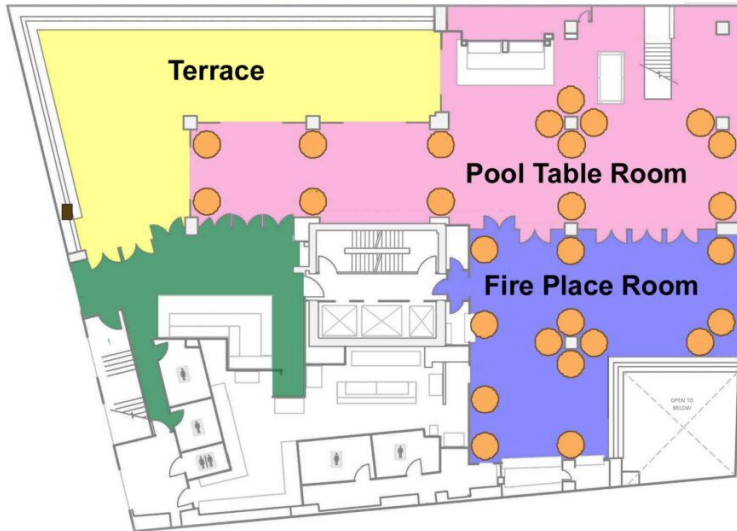 Terrace
Pool Table Room
Fire Place Room
OPEN TO
BELOW